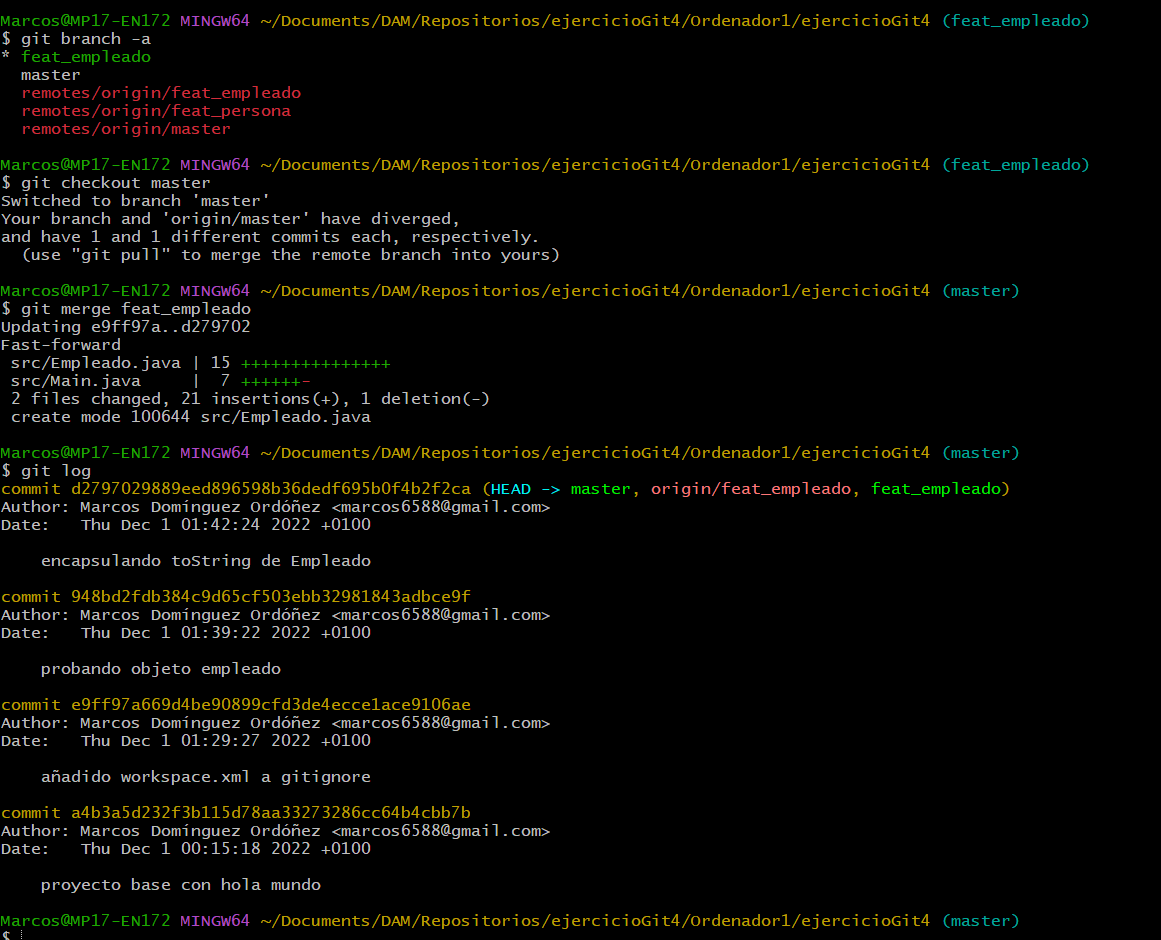 Marcos@MP17-EN172 MINGW64 ~/Documents/DAM/Repositorios/ejercicioGit4/Ordenador1/ejercicioGit4 (feat_empleado)
$ git branch -a
* feat_empleado
  master
  remotes/origin/feat_empleado
  remotes/origin/feat_persona
  remotes/origin/master

Marcos@MP17-EN172 MINGW64 ~/Documents/DAM/Repositorios/ejercicioGit4/Ordenador1/ejercicioGit4 (feat_empleado)
$ git checkout master
Switched to branch 'master'
Your branch and 'origin/master' have diverged,
and have 1 and 1 different commits each, respectively.
  (use "git pull" to merge the remote branch into yours)

Marcos@MP17-EN172 MINGW64 ~/Documents/DAM/Repositorios/ejercicioGit4/Ordenador1/ejercicioGit4 (master)
$ git merge feat_empleado
Updating e9ff97a..d279702
Fast-forward
 src/Empleado.java | 15 +++++++++++++++
 src/Main.java     |  7 ++++++-
 2 files changed, 21 insertions(+), 1 deletion(-)
 create mode 100644 src/Empleado.java

Marcos@MP17-EN172 MINGW64 ~/Documents/DAM/Repositorios/ejercicioGit4/Ordenador1/ejercicioGit4 (master)
$ git log
commit d2797029889eed896598b36dedf695b0f4b2f2ca (HEAD -> master, origin/feat_empleado, feat_empleado)
Author: Marcos Domínguez Ordóñez <marcos6588@gmail.com>
Date:   Thu Dec 1 01:42:24 2022 +0100

    encapsulando toString de Empleado

commit 948bd2fdb384c9d65cf503ebb32981843adbce9f
Author: Marcos Domínguez Ordóñez <marcos6588@gmail.com>
Date:   Thu Dec 1 01:39:22 2022 +0100

    probando objeto empleado

commit e9ff97a669d4be90899cfd3de4ecce1ace9106ae
Author: Marcos Domínguez Ordóñez <marcos6588@gmail.com>
Date:   Thu Dec 1 01:29:27 2022 +0100

    añadido workspace.xml a gitignore

commit a4b3a5d232f3b115d78aa33273286cc64b4cbb7b
Author: Marcos Domínguez Ordóñez <marcos6588@gmail.com>
Date:   Thu Dec 1 00:15:18 2022 +0100

    proyecto base con hola mundo

Marcos@MP17-EN172 MINGW64 ~/Documents/DAM/Repositorios/ejercicioGit4/Ordenador1/ejercicioGit4 (master)
$